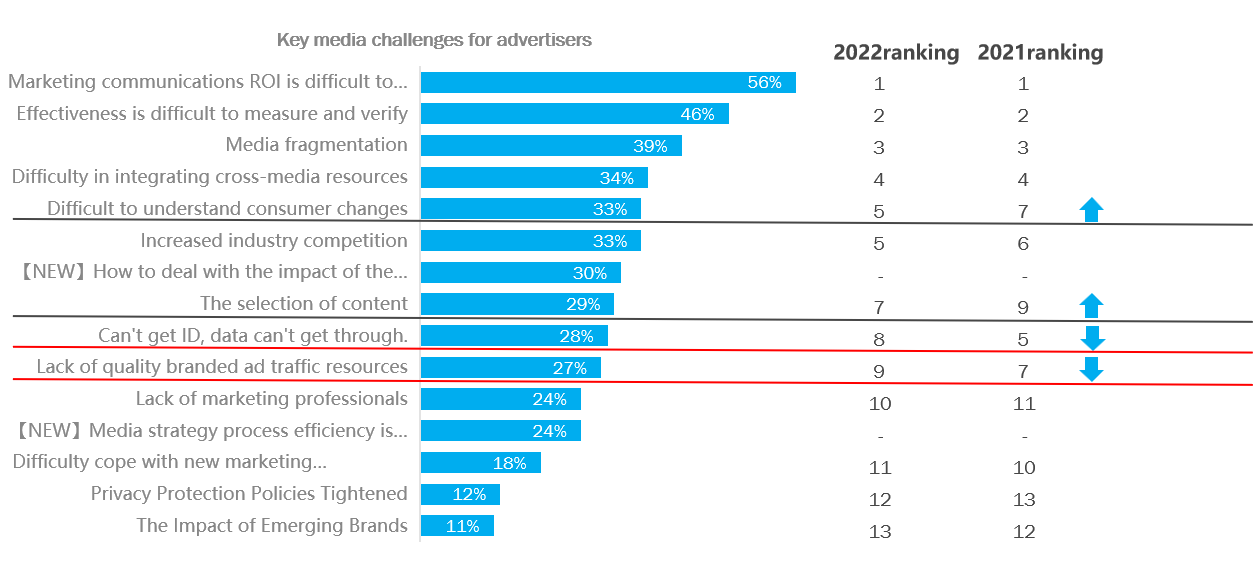 Key media challenges for advertisers
2022ranking 2021ranking
Marketing communications ROI is difficult to... 56% 1 1
Effectiveness is difficult to measure and verify 46% 2 2
Media fragmentation 39% 3 3
Difficulty in integrating cross-media resources 34% 4 4
Difficult to understand consumer changes 33% 5 7
Increased industry competition 33% 5 6
【NEW】How to deal with the impact of the... 30% - -
The selection of content 29% 7 9
Can't get ID, data can't get through. 28% 8 5
Lack of quality branded ad traffic resources 27% 9 7
Lack of marketing professionals 24% 10 11
【NEW】Media strategy process efficiency is... 24% - -
Difficulty cope with new marketing... 18% 11 10
Privacy Protection Policies Tightened 12% 12 13
The Impact of Emerging Brands 11% 13 12